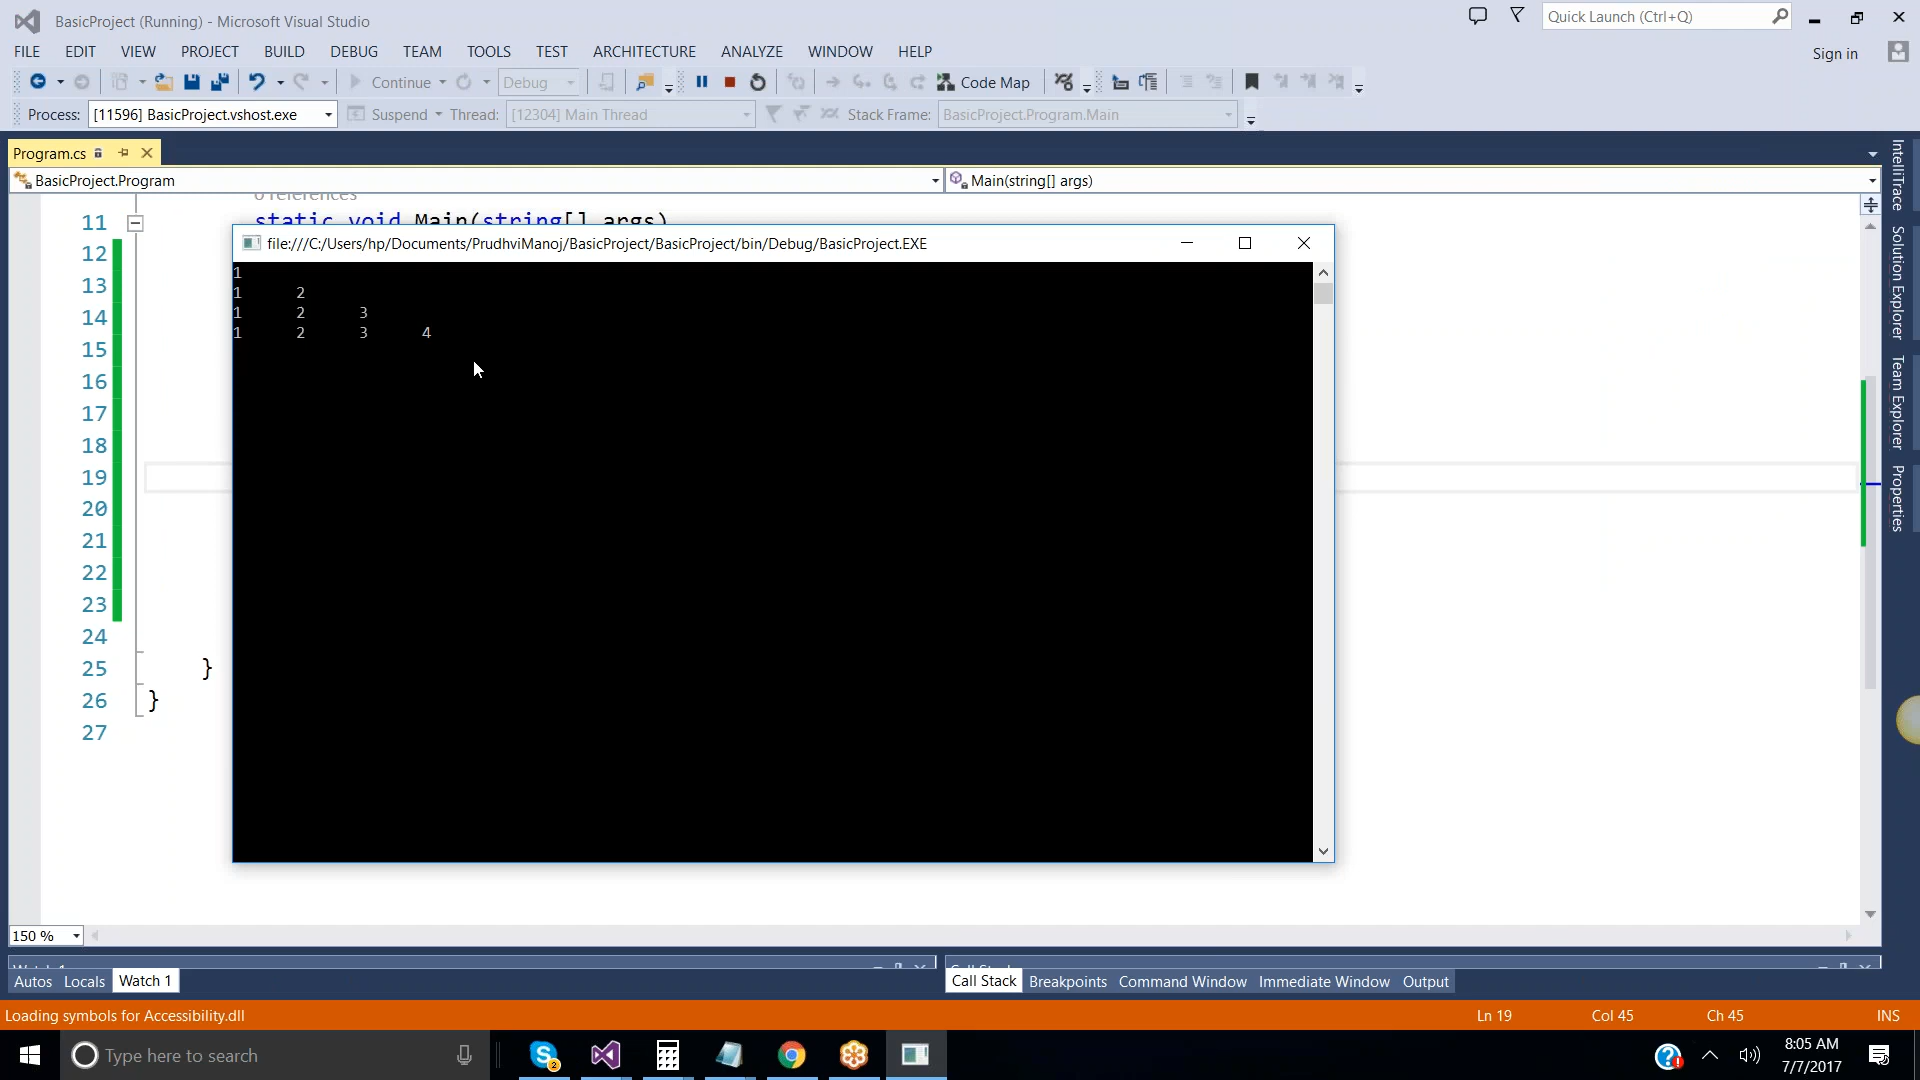 BasicProject (Running) - Microsoft Visual Studio
Quick Launch (Ctrl+Q)
FILE EDIT VIEW PROJECT BUILD DEBUG TEAM TOOLS TEST ARCHITECTURE ANALYZE WINDOW HELP
Sign in
Continue Debug Code Map
Process: [11596] BasicProject.vshost.exe Suspend Thread: [12304] Main Thread Stack Frame: BasicProject.Program.Main
Program.cs
BasicProject.Program Main(string[] args)
0 references
11 static void Main(string[] args)
file:///C:/Users/hp/Documents/PrudhviManoj/BasicProject/BasicProject/bin/Debug/BasicProject.EXE
1
1 2
1 2 3
1 2 3 4
12
13
14
15
16
17
18
19
20
21
22
23
24
25 }
26 }
27
IntelliTrace
Solution Explorer
Team Explorer
Properties
150 %
Autos Locals Watch 1
Call Stack Breakpoints Command Window Immediate Window Output
Loading symbols for Accessibility.dll Ln 19 Col 45 Ch 45 INS
Type here to search
2
8:05 AM
7/7/2017